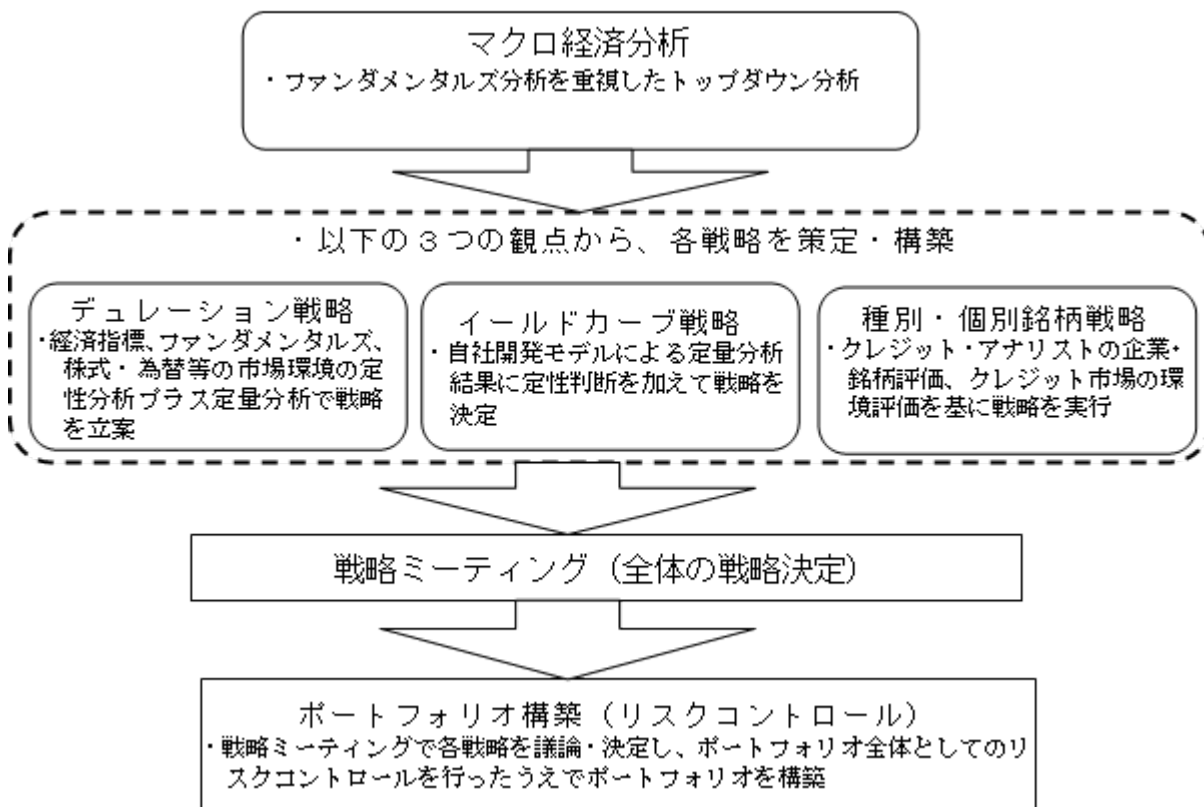 マクロ経済分析
・ファンダメンタルズ分析を重視したトップダウン分析
・以下の３つの観点から、各戦略を策定・構築
デュレーション戦略
・経済指標、ファンダメンタルズ、
株式・為替等の市場環境の定
性分析プラス定量分析で戦略
を立案
イールドカーブ戦略
・自社開発モデルによる定量分析
結果に定性判断を加えて戦略を
決定
種別・個別銘柄戦略
・クレジット・アナリストの企業・
銘柄評価、クレジット市場の環
境評価を基に戦略を実行
戦略ミーティング（全体の戦略決定）
ポートフォリオ構築（リスクコントロール）
・戦略ミーティングで各戦略を議論・決定し、ポートフォリオ全体としてのリ
スクコントロールを行ったうえでポートフォリオを構築